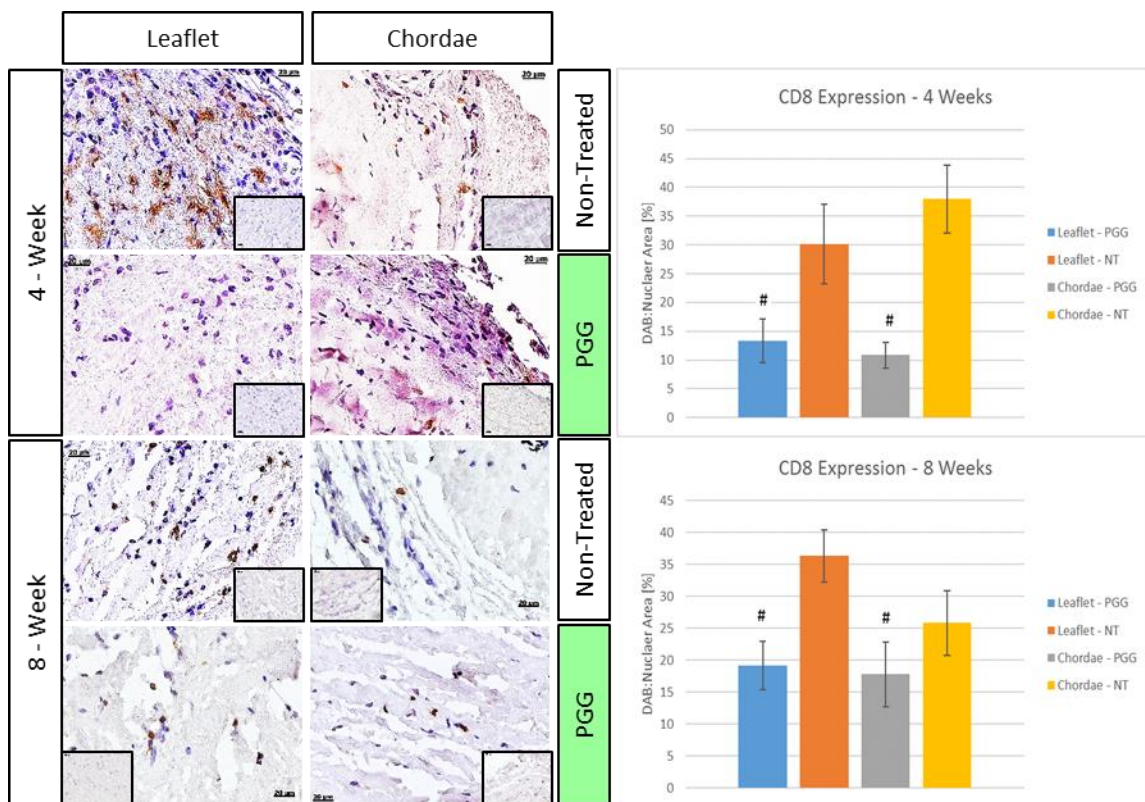 Leaflet
Chordae
4 - Week
8 - Week
Non-Treated
PGG
Non-Treated
PGG
20 µm
20 µm
20 µm
20 µm
20 µm
20 µm
20 µm
20 µm
CD8 Expression - 4 Weeks
DAB:Nuclaer Area [%]
50
45
40
35
30
25
20
15
10
5
0
#
#
Leaflet - PGG
Leaflet - NT
Chordae - PGG
Chordae - NT
CD8 Expression - 8 Weeks
DAB:Nuclaer Area [%]
45
40
35
30
25
20
15
10
5
0
#
#
Leaflet - PGG
Leaflet - NT
Chordae - PGG
Chordae - NT